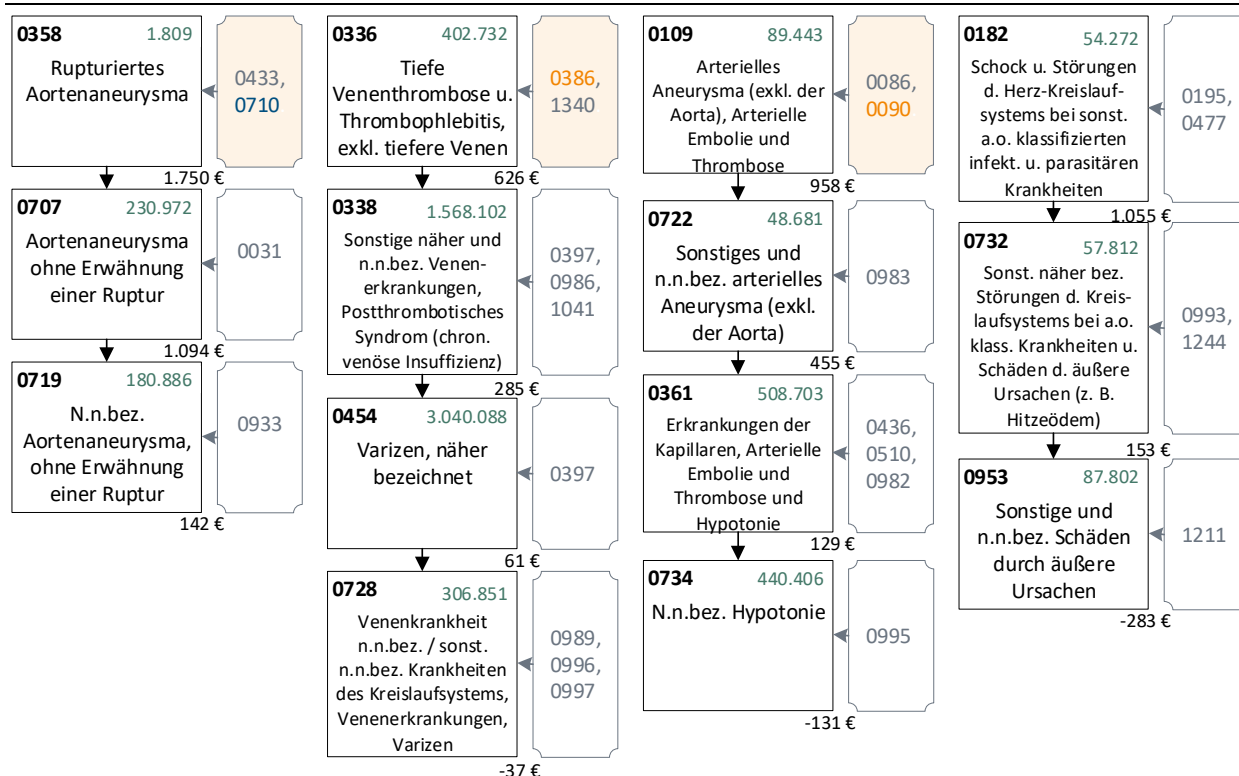 0358 1.809
Rupturiertes
Aortenaneurysma
0433,
0710
1.750 €
0707 230.972
Aortenaneurysma
ohne Erwähnung
einer Ruptur
0031
1.094 €
0719 180.886
N.n.bez.
Aortenaneurysma,
ohne Erwähnung
einer Ruptur
0933
142 €
0336 402.732
Tiefe
Venenthrombose u.
Thrombophlebitis,
exkl. tiefere Venen
0386,
1340
626 €
0338 1.568.102
Sonstige näher und
n.n.bez. Venen-
erkrankungen,
Postthrombotisches
Syndrom (chron.
venöse Insuffizienz)
0397,
0986,
1041
285 €
0454 3.040.088
Varizen, näher
bezeichnet
0397
61 €
0728 306.851
Venenkrankheit
n.n.bez. / sonst.
n.n.bez. Krankheiten
des Kreislaufsystems,
Venenerkrankungen,
Varizen
0989,
0996,
0997
-37 €
0109 89.443
Arterielles
Aneurysma (exkl. der
Aorta), Arterielle
Embolie und
Thrombose
0086,
0090
958 €
0722 48.681
Sonstiges und
n.n.bez. arterielles
Aneurysma (exkl.
der Aorta)
0983
455 €
0361 508.703
Erkrankungen der
Kapillaren, Arterielle
Embolie und
Thrombose und
Hypotonie
0436,
0510,
0982
129 €
0734 440.406
N.n.bez. Hypotonie
0995
-131 €
0182 54.272
Schock u. Störungen
d. Herz-Kreislauf-
systems bei sonst.
a.o. klassifizierten
infekt. u. parasitären
Krankheiten
0195,
0477
1.055 €
0732 57.812
Sonst. näher bez.
Störungen d. Kreis-
laufsystems bei a.o.
klass. Krankheiten u.
Schäden d. äußere
Ursachen (z. B.
Hitzeödem)
0993,
1244
153 €
0953 87.802
Sonstige und
n.n.bez. Schäden
durch äußere
Ursachen
1211
-283 €